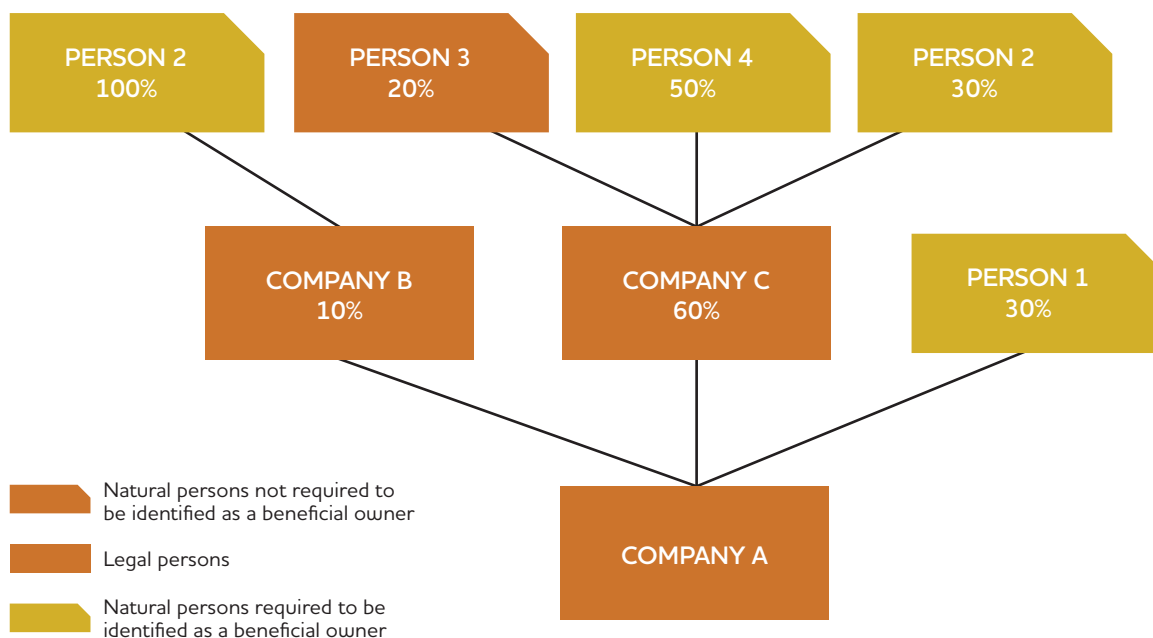 PERSON 2
100%
PERSON 3
20%
PERSON 4
50%
PERSON 2
30%
COMPANY B
10%
COMPANY C
60%
PERSON 1
30%
Natural persons not required to
be identified as a beneficial owner
Legal persons
Natural persons required to be
identified as a beneficial owner
COMPANY A